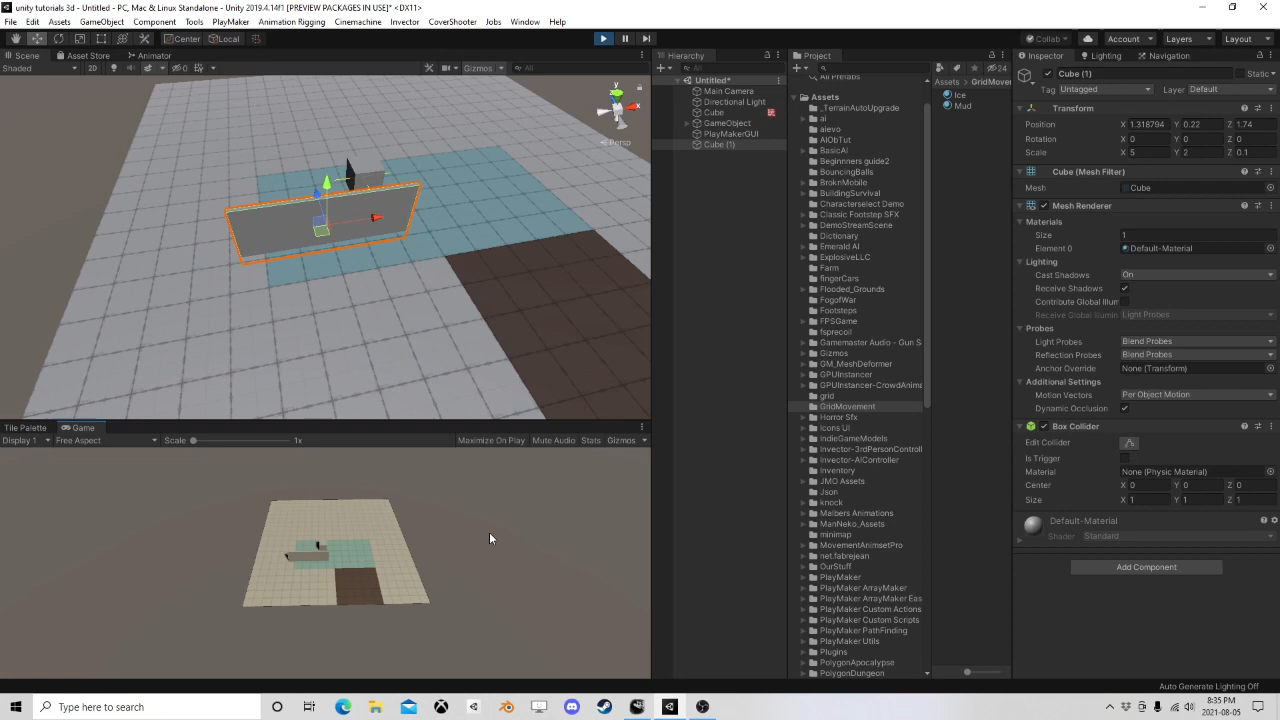 unity tutorials 3d - Untitled - PC, Mac & Linux Standalone - Unity 2019.4.14f1 [PREVIEW PACKAGES IN USE]* <DX11>
File Edit Assets GameObject Component Tools PlayMaker Animation Rigging Cinemachine Invector CoverShooter Jobs Window Help
Center Local Collab Account Layers Layout
Scene Asset Store Animator
Shaded 2D 0 Gizmos All
y
x
Persp
Tile Palette Game
Display 1 Free Aspect Scale 1x Maximize On Play Mute Audio Stats Gizmos
Hierarchy
All
Untitled*
Main Camera
Directional Light
Cube
GameObject
PlayMakerGUI
Cube (1)
Project
24
All Prefabs
Assets
_TerrainAutoUpgrade
ai
aievo
AIObTut
BasicAI
Beginnners guide2
BouncingBalls
BroknMobile
BuildingSurvival
Characterselect Demo
Classic Footstep SFX
DemoStreamScene
Dictionary
Emerald AI
ExplosiveLLC
Farm
fingerCars
Flooded_Grounds
FogofWar
Footsteps
FPSGame
fsprecoil
Gamemaster Audio - Gun S
Gizmos
GM_MeshDeformer
GPUInstancer
GPUInstancer-CrowdAnima
grid
GridMovement
Horror Sfx
Icons UI
IndieGameModels
Invector-3rdPersonControll
Invector-AIController
Inventory
JMO Assets
Json
knock
Malbers Animations
ManNeko_Assets
minimap
MovementAnimsetPro
net.fabrejean
OurStuff
PlayMaker
PlayMaker ArrayMaker
PlayMaker ArrayMaker Eas
PlayMaker Custom Actions
PlayMaker Custom Scripts
PlayMaker PathFinding
PlayMaker Utils
Plugins
PolygonApocalypse
PolygonDungeon
Assets > GridMover
Ice
Mud
Inspector Lighting Navigation
Cube (1) Static
Tag Untagged Layer Default
Transform
Position X 1.318794 Y 0.22 Z 1.74
Rotation X 0 Y 0 Z 0
Scale X 5 Y 2 Z 0.1
Cube (Mesh Filter)
Mesh Cube
Mesh Renderer
Materials
Size 1
Element 0 Default-Material
Lighting
Cast Shadows On
Receive Shadows
Contribute Global Illum
Receive Global Illumin Light Probes
Probes
Light Probes Blend Probes
Reflection Probes Blend Probes
Anchor Override None (Transform)
Additional Settings
Motion Vectors Per Object Motion
Dynamic Occlusion
Box Collider
Edit Collider
Is Trigger
Material None (Physic Material)
Center X 0 Y 0 Z 0
Size X 1 Y 1 Z 1
Default-Material
Shader Standard
Add Component
Auto Generate Lighting Off
Type here to search
8:35 PM
2021-08-05